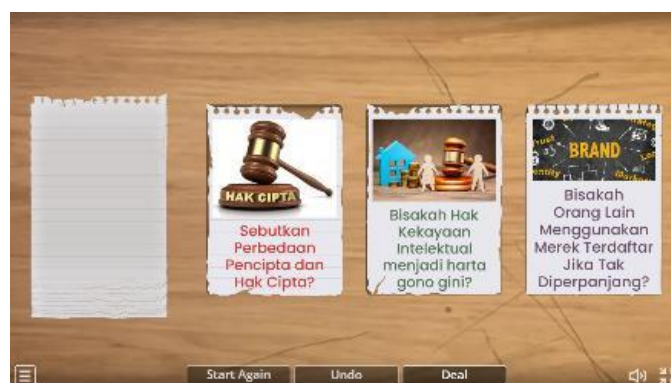 HAK CIPTA
Sebutkan
Perbedaan
Pencipta dan
Hak Cipta?
Bisakah Hak
Kekayaan
Intelektual
menjadi harta
gono gini?
BRAND
Bisakah
Orang Lain
Menggunakan
Merek Terdaftar
Jika Tak
Diperpanjang?
Start Again
Undo
Deal